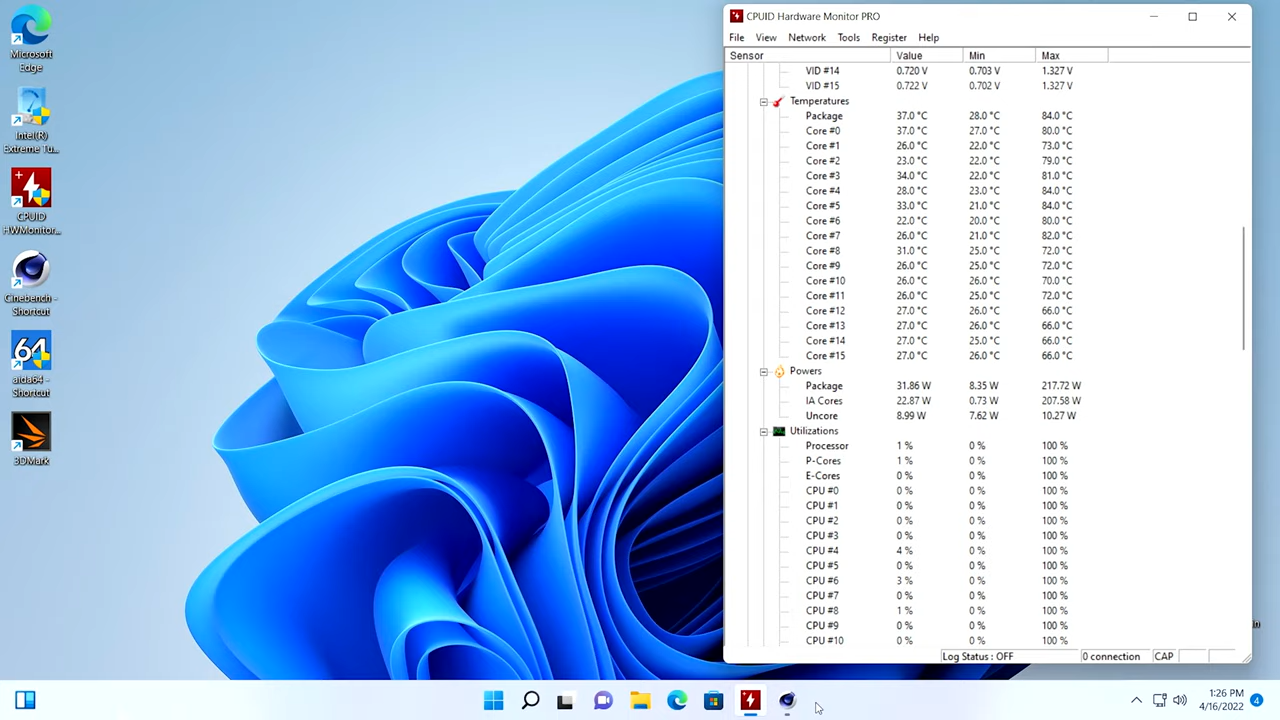 Microsoft
Edge
Intel(R)
Extreme Tu...
CPUID
HWMonitor...
Cinebench -
Shortcut
64
aida64 -
Shortcut
3DMark
CPUID Hardware Monitor PRO
File View Network Tools Register Help
Sensor Value Min Max
VID #14 0.720 V 0.703 V 1.327 V
VID #15 0.722 V 0.702 V 1.327 V
Temperatures
Package 37.0 °C 28.0 °C 84.0 °C
Core #0 37.0 °C 27.0 °C 80.0 °C
Core #1 26.0 °C 22.0 °C 73.0 °C
Core #2 23.0 °C 22.0 °C 79.0 °C
Core #3 34.0 °C 22.0 °C 81.0 °C
Core #4 28.0 °C 23.0 °C 84.0 °C
Core #5 33.0 °C 21.0 °C 84.0 °C
Core #6 22.0 °C 20.0 °C 80.0 °C
Core #7 26.0 °C 21.0 °C 82.0 °C
Core #8 31.0 °C 25.0 °C 72.0 °C
Core #9 26.0 °C 25.0 °C 72.0 °C
Core #10 26.0 °C 26.0 °C 70.0 °C
Core #11 26.0 °C 25.0 °C 72.0 °C
Core #12 27.0 °C 26.0 °C 66.0 °C
Core #13 27.0 °C 26.0 °C 66.0 °C
Core #14 27.0 °C 25.0 °C 66.0 °C
Core #15 27.0 °C 26.0 °C 66.0 °C
Powers
Package 31.86 W 8.35 W 217.72 W
IA Cores 22.87 W 0.73 W 207.58 W
Uncore 8.99 W 7.62 W 10.27 W
Utilizations
Processor 1 % 0 % 100 %
P-Cores 1 % 0 % 100 %
E-Cores 0 % 0 % 100 %
CPU #0 0 % 0 % 100 %
CPU #1 0 % 0 % 100 %
CPU #2 0 % 0 % 100 %
CPU #3 0 % 0 % 100 %
CPU #4 4 % 0 % 100 %
CPU #5 0 % 0 % 100 %
CPU #6 3 % 0 % 100 %
CPU #7 0 % 0 % 100 %
CPU #8 1 % 0 % 100 %
CPU #9 0 % 0 % 100 %
CPU #10 0 % 0 % 100 %
Log Status : OFF 0 connection CAP
1:26 PM
4/16/2022
4